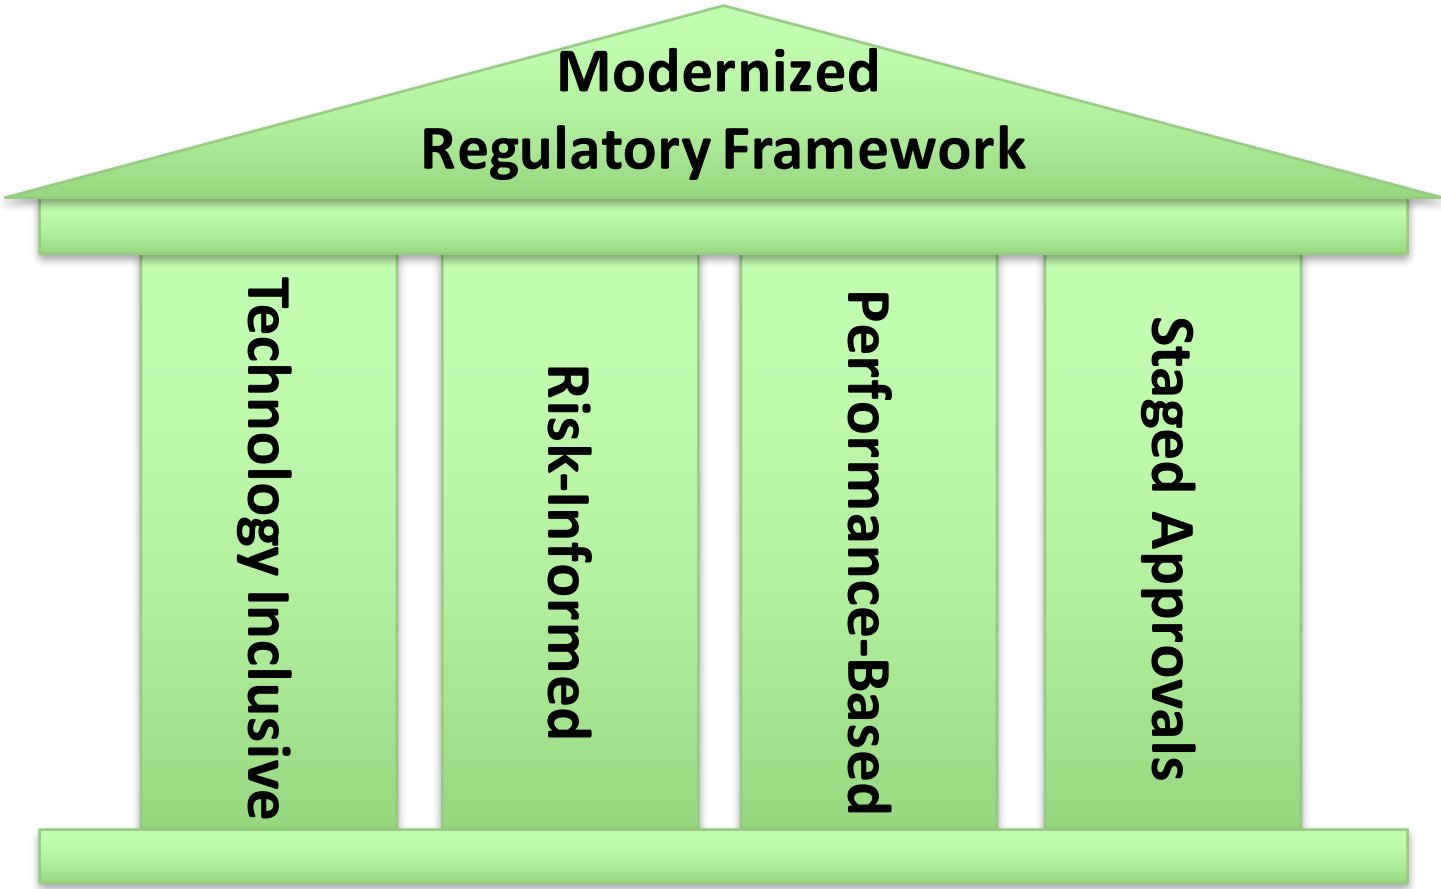 Modernized
Regulatory Framework
Technology Inclusive
Risk-Informed
Performance-Based
Staged Approvals